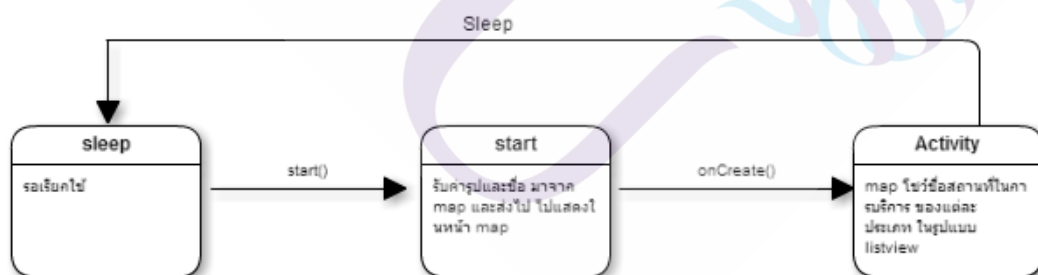 Sleep
sleep
รอเรียกใช้
start()
start
รับค่ารูปและชื่อ มาจาก
map และส่งไป ไปแสดงใ
นหน้า map
onCreate()
Activity
map โชว์ชื่อสถานที่ในกา
รบริการ ของแต่ละ
ประเภท ในรูปแบบ
listview